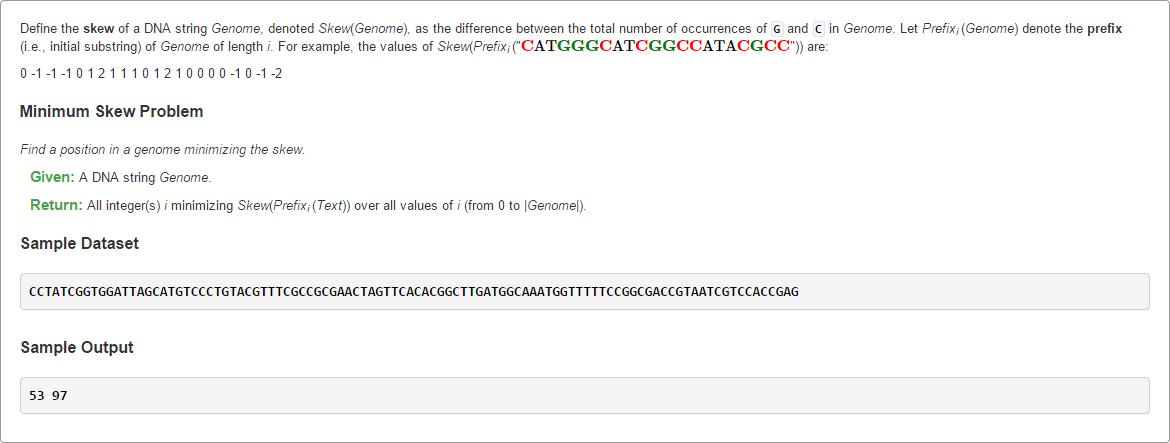 Define the skew of a DNA string Genome, denoted Skew(Genome), as the difference between the total number of occurrences of G and C in Genome. Let Prefixi (Genome) denote the prefix
(i.e., initial substring) of Genome of length i. For example, the values of Skew(Prefixi ("CATGGGCATCGGCCATACGCC")) are:
0 -1 -1 -1 0 1 2 1 1 1 0 1 2 1 0 0 0 0 -1 0 -1 -2
Minimum Skew Problem
Find a position in a genome minimizing the skew.
Given: A DNA string Genome.
Return: All integer(s) i minimizing Skew(Prefixi (Text)) over all values of i (from 0 to |Genome|).
Sample Dataset
CCTATCGGTGGATTAGCATGTCCCTGTACGTTTCGCCGCGAACTAGTTCACACGGCTTGATGGCAAATGGTTTTTCCGGCGACCGTAATCGTCCACCGAG
Sample Output
53 97